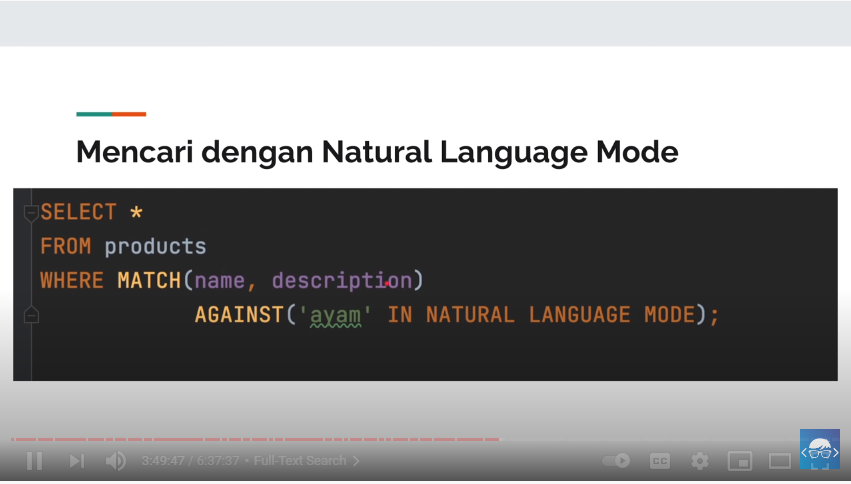 Mencari dengan Natural Language Mode
SELECT *
FROM products
WHERE MATCH(name, description)
AGAINST('ayam' IN NATURAL LANGUAGE MODE);
3:49:47 / 6:37:37 • Full-Text Search >
CC